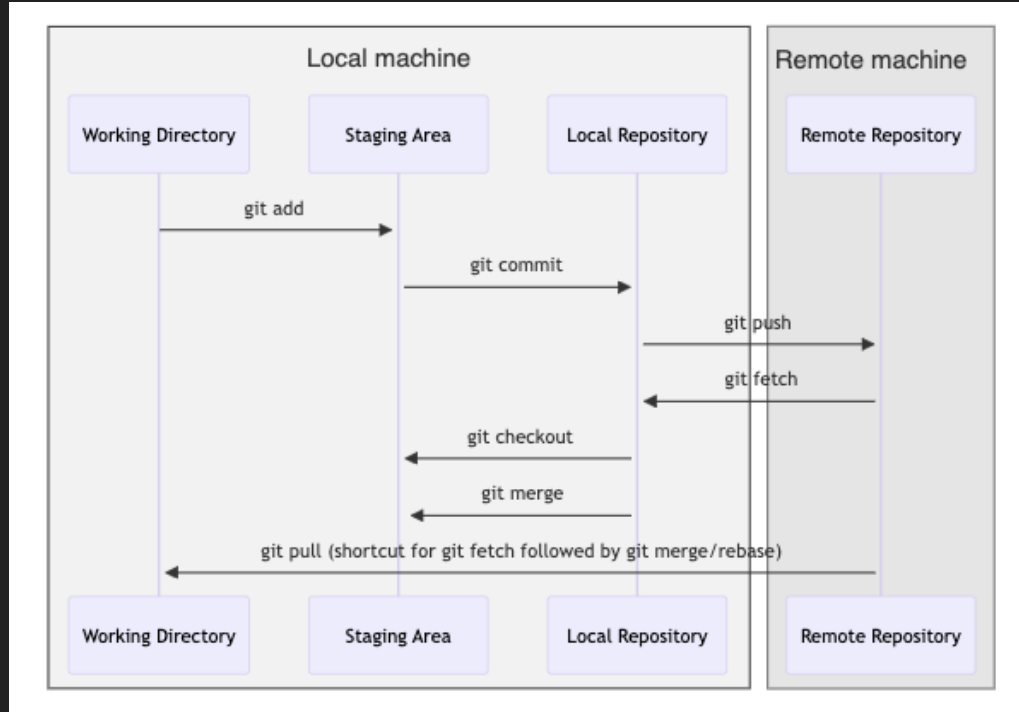 Local machine
Remote machine
Working Directory
Staging Area
Local Repository
Remote Repository
git add
git commit
git push
git fetch
git checkout
git merge
git pull (shortcut for git fetch followed by git merge/rebase)
Working Directory
Staging Area
Local Repository
Remote Repository